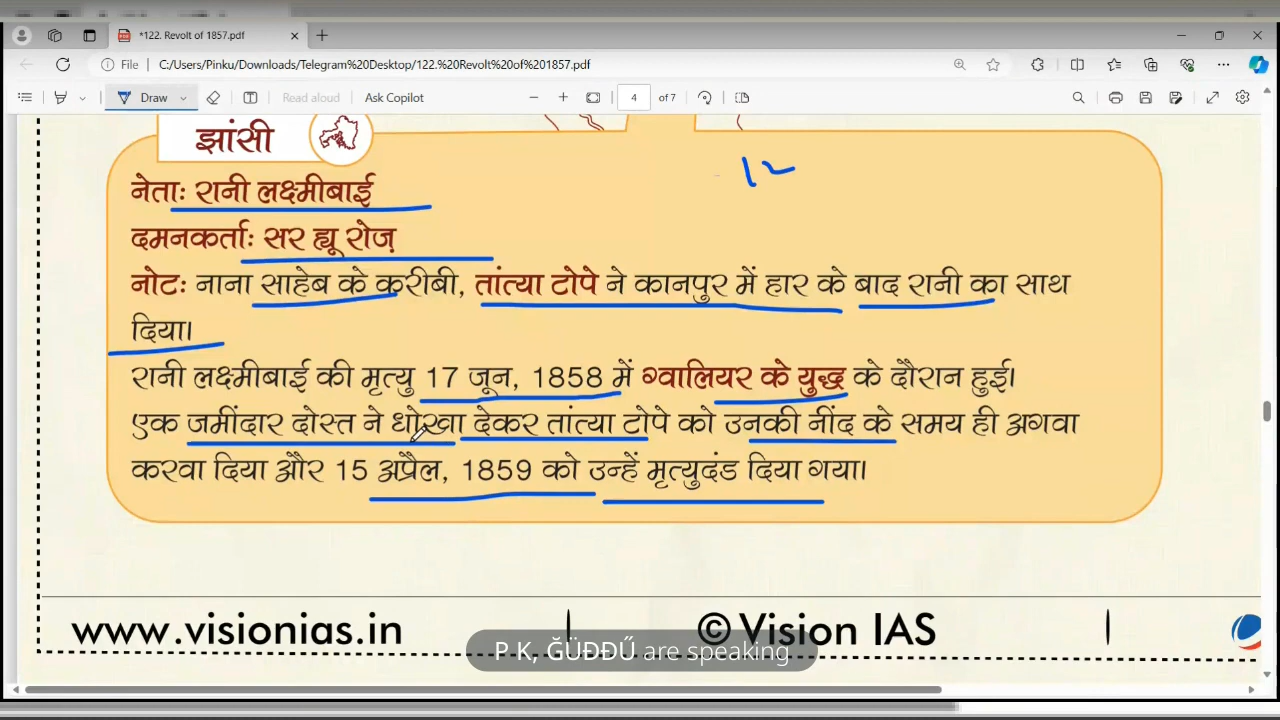 *122. Revolt of 1857.pdf
File C:/Users/Pinku/Downloads/Telegram%20Desktop/122.%20Revolt%20of%201857.pdf
Draw Read aloud Ask Copilot 4 of 7
झांसी
12
नेताः रानी लक्ष्मीबाई
दमनकर्ताः सर ह्यू रोज़
नोटः नाना साहेब के करीबी, तांत्या टोपे ने कानपुर में हार के बाद रानी का साथ
दिया।
रानी लक्ष्मीबाई की मृत्यु 17 जून, 1858 में ग्वालियर के युद्ध के दौरान हुई।
एक जमींदार दोस्त ने धोखा देकर तांत्या टोपे को उनकी नींद के समय ही अगवा
करवा दिया और 15 अप्रैल, 1859 को उन्हें मृत्युदंड दिया गया।
www.visionias.in ©Vision IAS
P K, ĞÜĐĐŰ are speaking